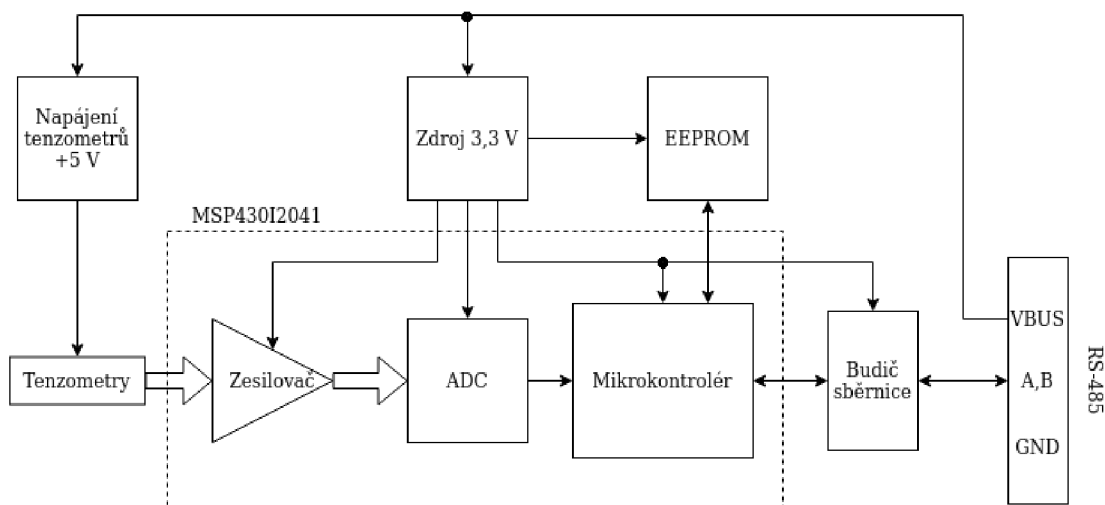 Napájení
tenzometrů
+5 V
Zdroj 3,3 V
EEPROM
MSP430I2041
Tenzometry
Zesilovač
ADC
Mikrokontrolér
Budič
sběrnice
VBUS
A,B
GND
RS-485